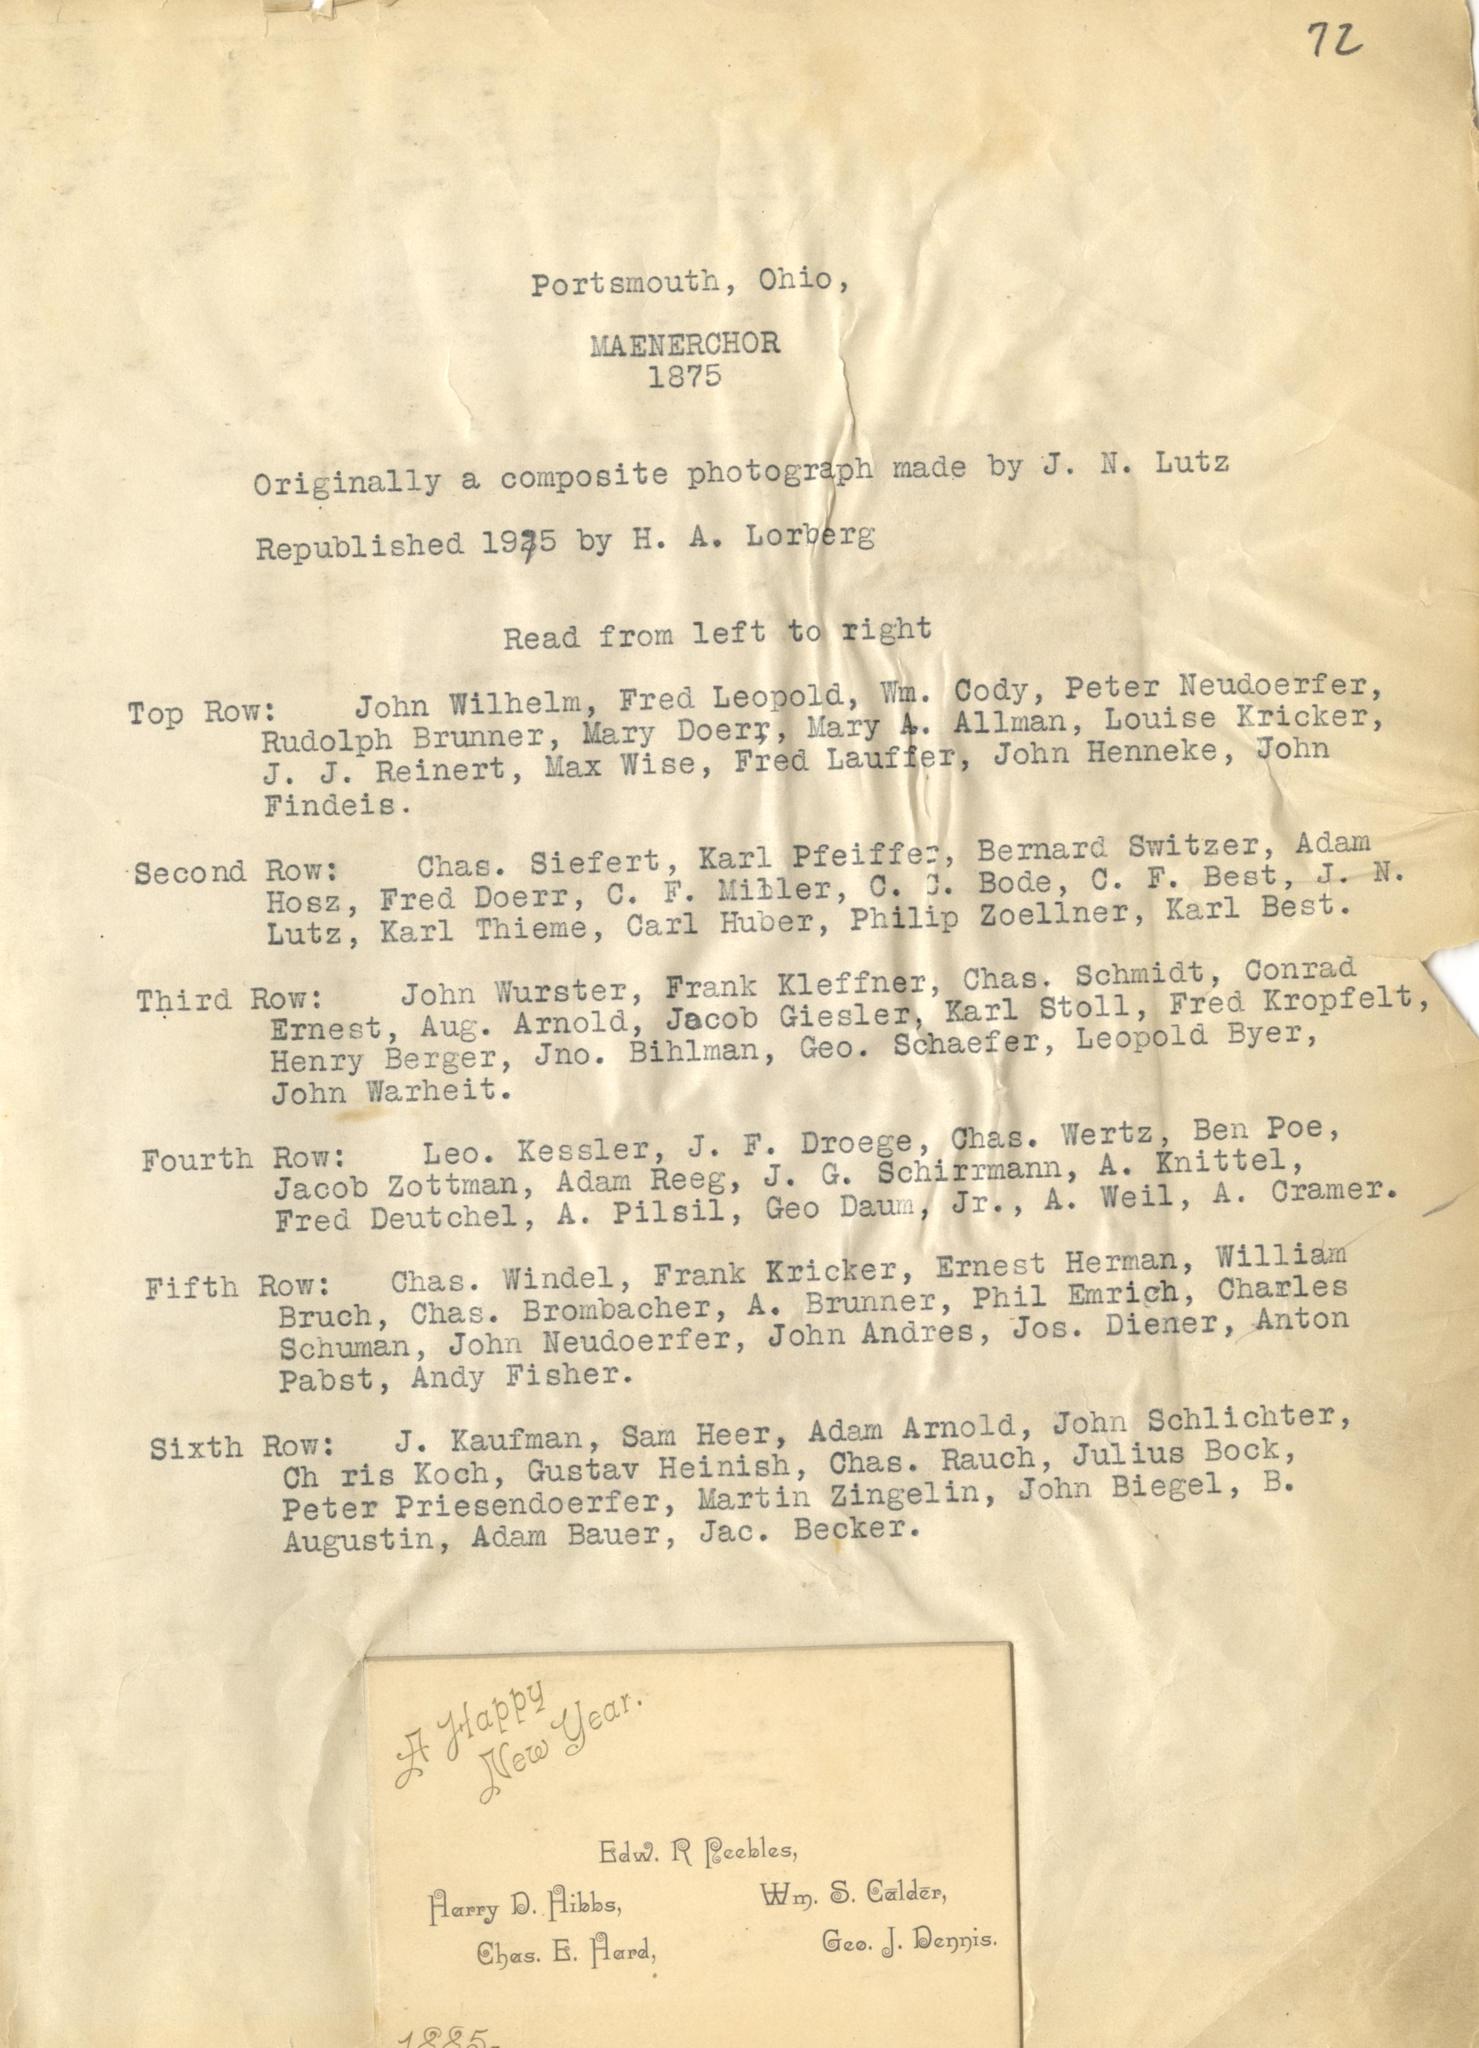 72
Portsmouth, Ohio,
MAENERCHOR
1875
Originally a composite photograph made by J. N. Lutz
Republished by H. A. Lorberg
Read from left to right
Top Row: John Wilhelm, Fred Leopold, Wm. Cody, Peter Neudoerfer,
Rudolph Brunner, Mary Doerr, Mary A. Allman, Louise Kricker,
J. J. Reinert, Max Wise, Fred Lauffer, John Henneke, John
Findeis.
Second Row: Chas. Siefert, Karl Pfeiffer, Bernard Switzer, Adam
Hosz, Fred Doerr, C. F. Miller, C. C. Bode, C. F. Best, J. N.
Lutz, Karl Thieme, Carl Huber, Philip Zoellner, Karl Best.
Third Row: John Wurster, Frank Kleffner, Chas. Schmidt, Conrad
Ernest, Aug. Arnold, Jacob Giesler, Karl Stoll, Fred Kropfelt,
Henry Berger, Jno. Bihlman, Geo. Schaefer, Leopold Byer,
John Warheit.
Fourth Row: Leo. Kessler, J. F. Droege, Chas. Wertz, Ben Poe,
Jacob Zottman, Adam Reeg, J. G. Schirrmann, A. Knittel,
Fred Deutchel, A. Pilsil, Geo Daum, Jr., A. Weil, A. Cramer.
Fifth Row: Chas. Windel, Frank Kricker, Ernest Herman, William
Bruch, Chas. Brombacher, A. Brunner, Phil Emrich, Charles
Schuman, John Neudoerfer, John Andres, Jos. Diener, Anton
Pabst, Andy Fisher.
Sixth Row: J. Kaufman, Sam Heer, Adam Arnold, John Schlichter,
Ch ris Koch, Gustav Heinish, Chas. Rauch, Julius Bock,
Peter Priesendoerfer, Martin Zingelin, John Biegel, B.
Augustin, Adam Bauer, Jac. Becker.
A Happy
New Year.
Edw. R Peebles,
Harry D. Hibbs,
Wm. S. Calder,
Chas. E. Hard,
Geo. J. Dennis.
1885.